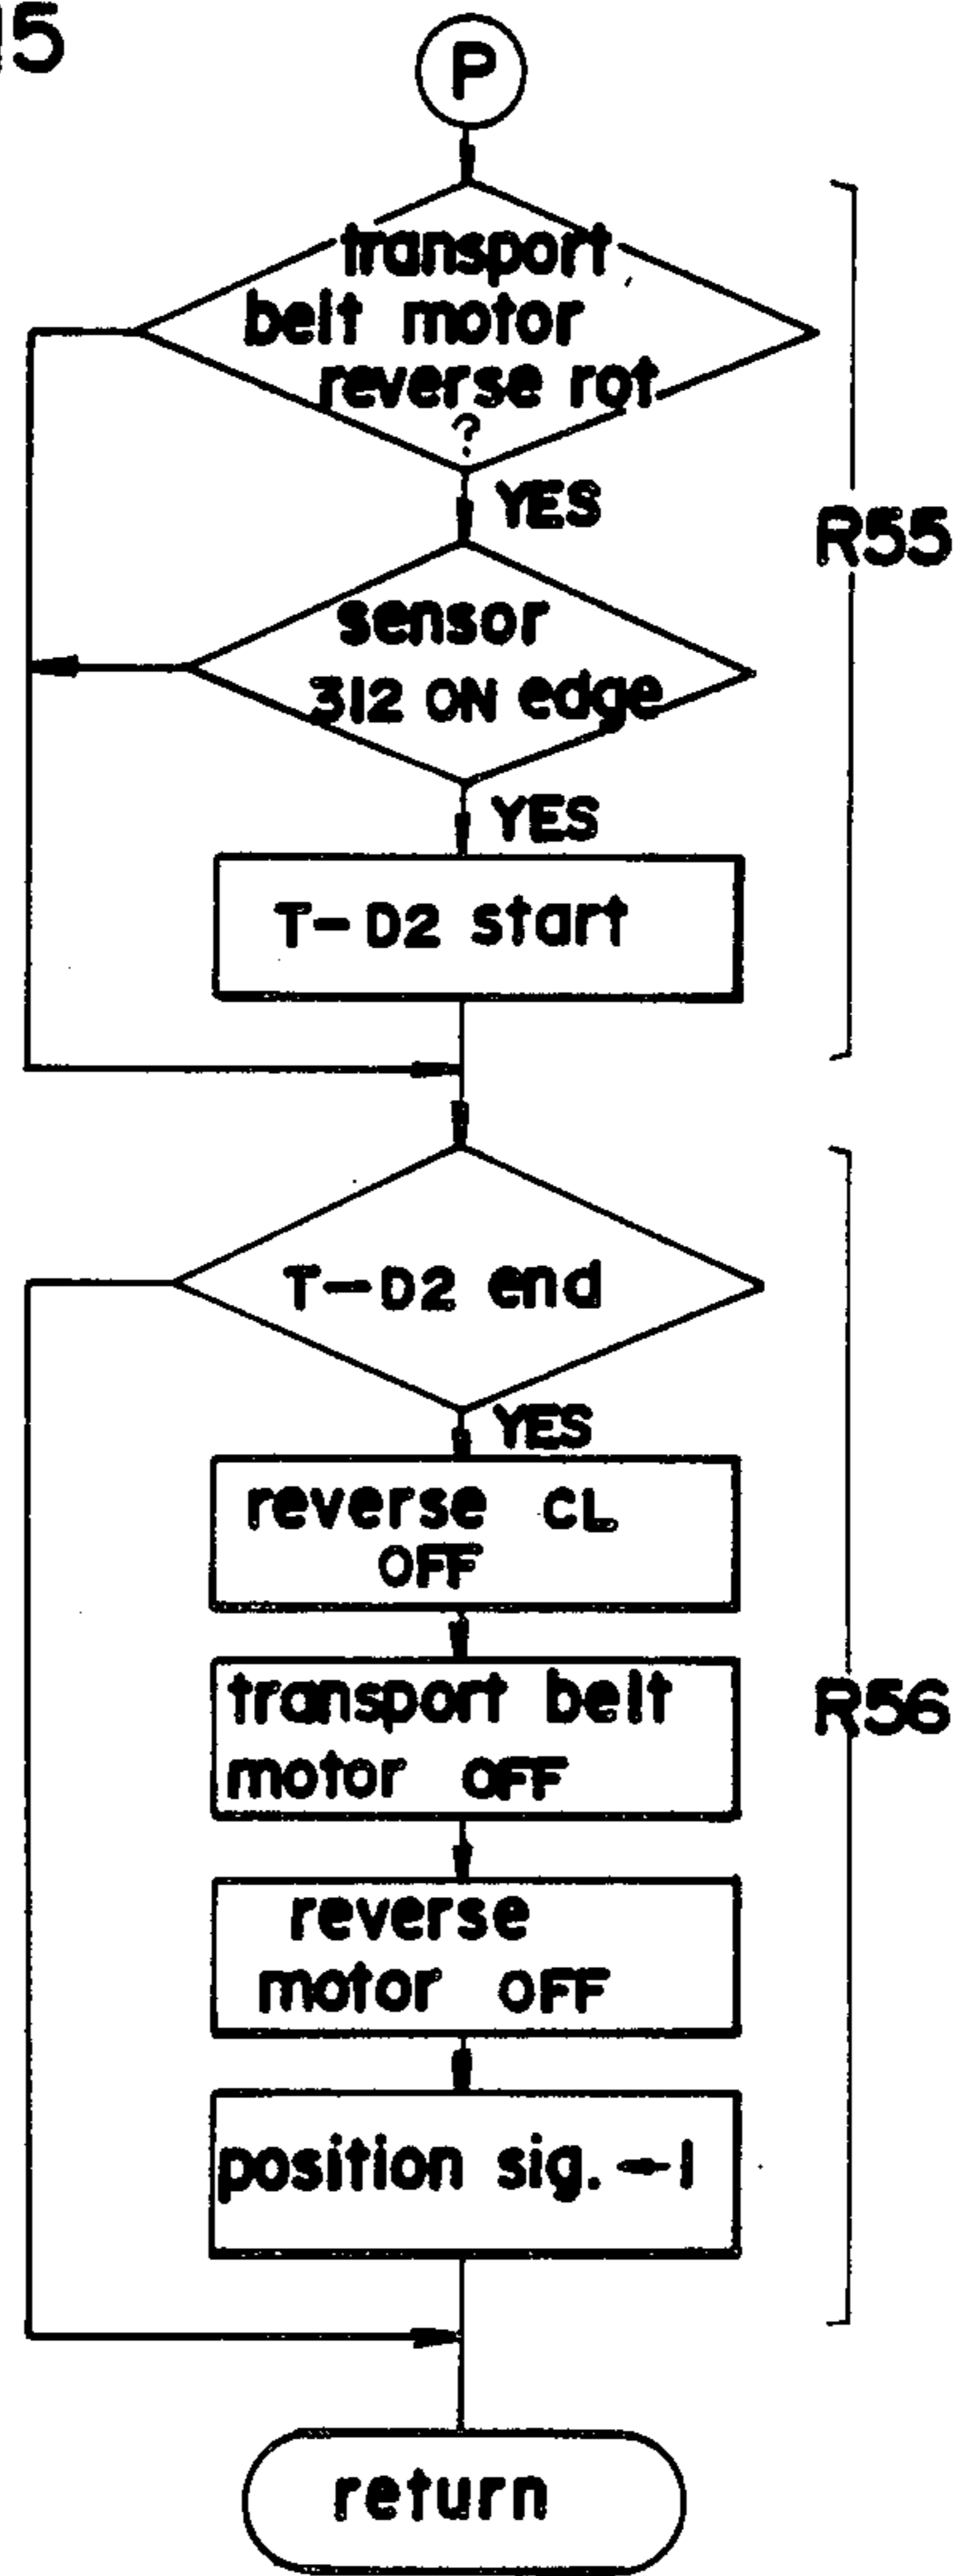 15
P
transport
belt motor
reverse rot
?
YES
R55
sensor
312 ON edge
YES
T-D2 start
T-D2 end
YES
reverse CL
OFF
transport belt
motor OFF
R56
reverse
motor OFF
position sig. ← 1
return